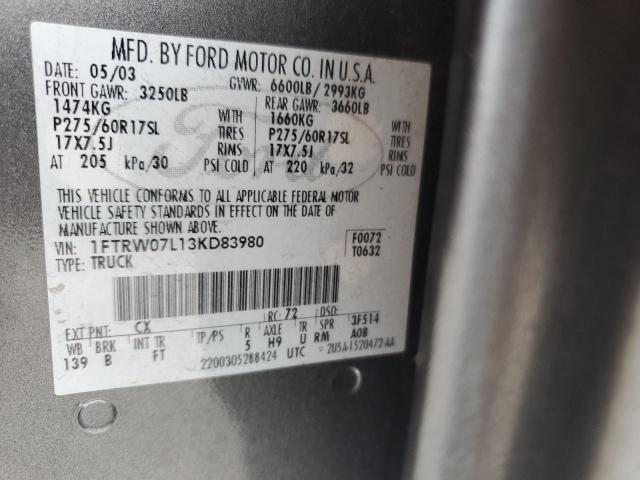 MFD. BY FORD MOTOR CO. IN U.S.A.
DATE: 05/03 GVWR: 6600LB/ 2993KG
FRONT GAWR: 3250LB REAR GAWR: 3660LB
1474KG WITH 1660KG WITH
P275/60R17SL TIRES P275/60R17SL TIRES
17X7.5J RIMS 17X7.5J RIMS
AT 205 kPa/30 PSI COLD AT 220 kPa/32 PSI COLD
THIS VEHICLE CONFORMS TO ALL APPLICABLE FEDERAL MOTOR
VEHICLE SAFETY STANDARDS IN EFFECT ON THE DATE OF
MANUFACTURE SHOWN ABOVE.
VIN: 1FTRW07L13KD83980 F0072
TYPE: TRUCK T0632
RC: 72 DSO:
EXT PNT: CX 3F514
WB BRK INT TR TP/PS R AXLE TR SPR
139 B FT 5 H9 U RM A0B
2200305288424 UTC 2U5A-1520472-AA
Ford